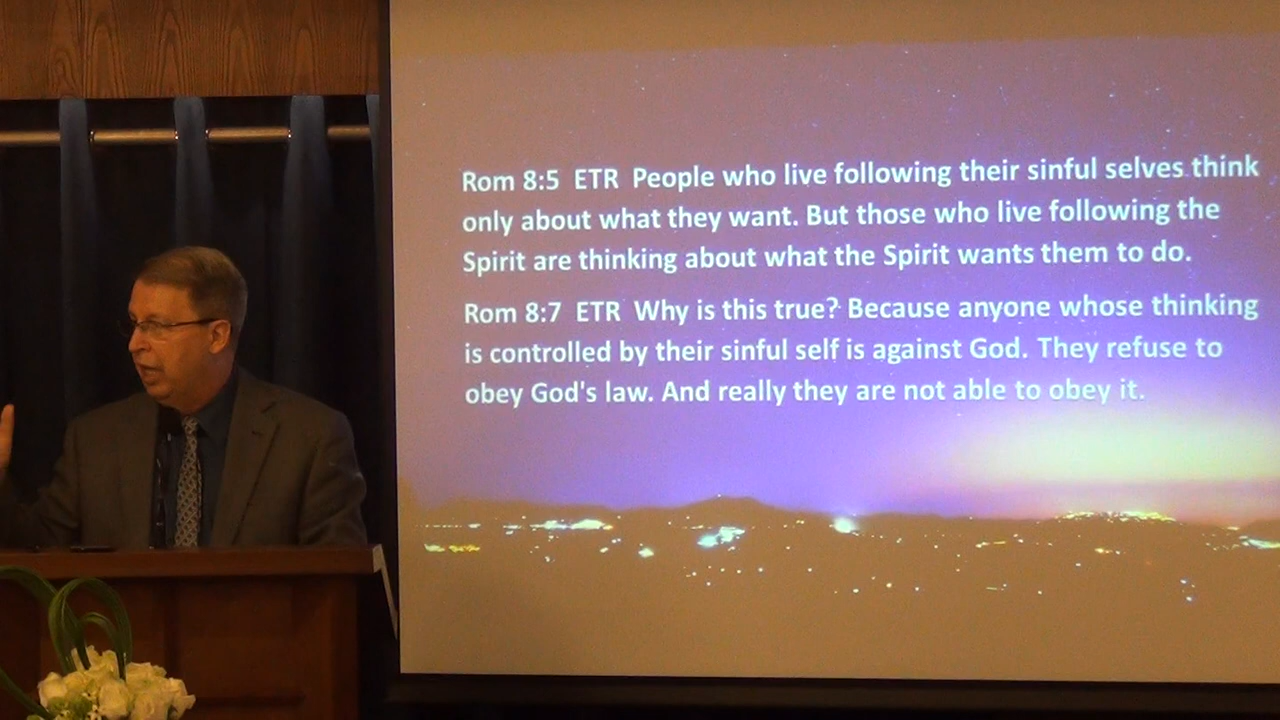 Rom 8:5 ETR People who live following their sinful selves think
only about what they want. But those who live following the
Spirit are thinking about what the Spirit wants them to do.
Rom 8:7 ETR Why is this true? Because anyone whose thinking
is controlled by their sinful self is against God. They refuse to
obey God's law. And really they are not able to obey it.